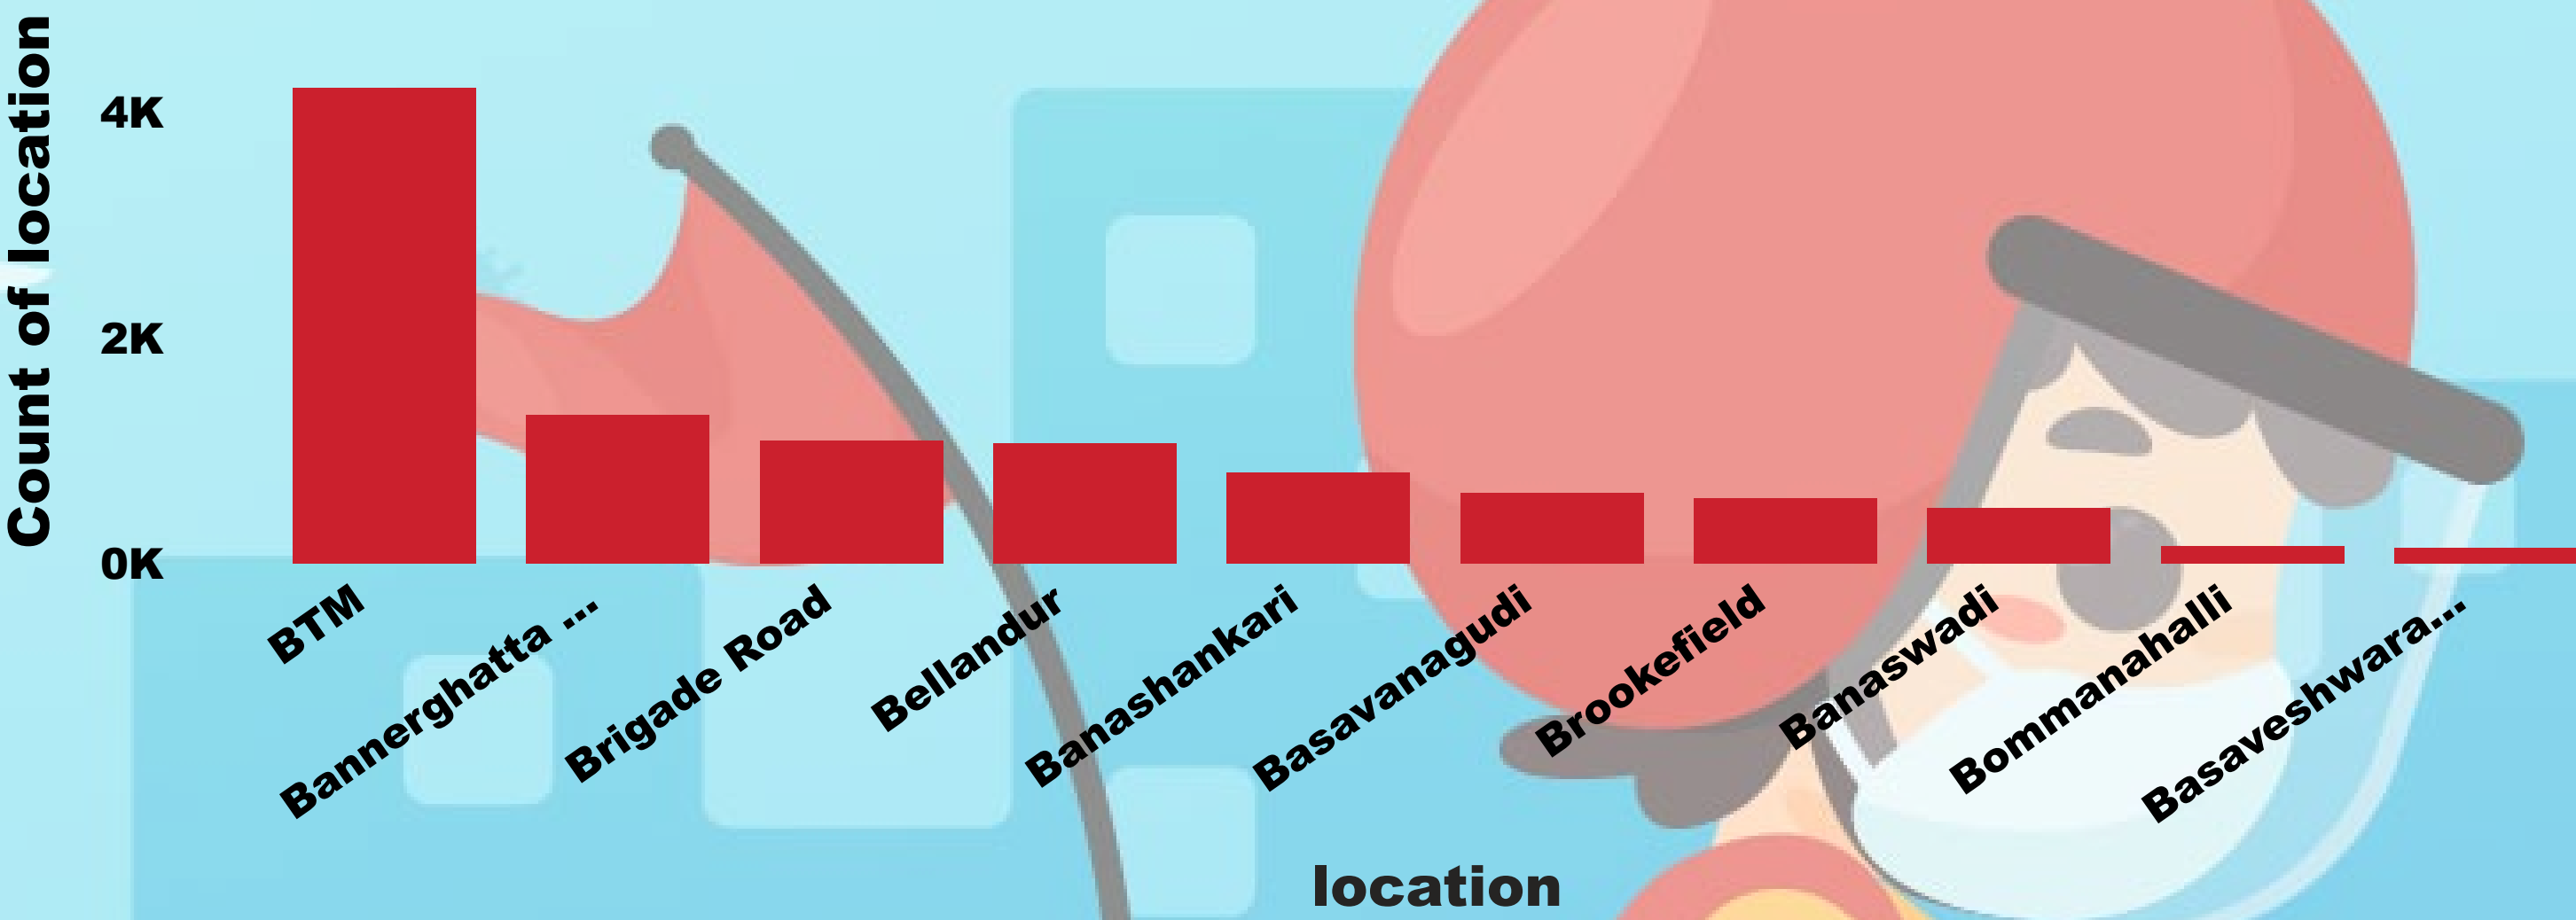 Count of location
4K
2K
0K
BTM
Bannerghatta ...
Brigade Road
Bellandur
Banashankari
Basavanagudi
Brookefield
Banaswadi
Bommanahalli
Basaveshwara...
location